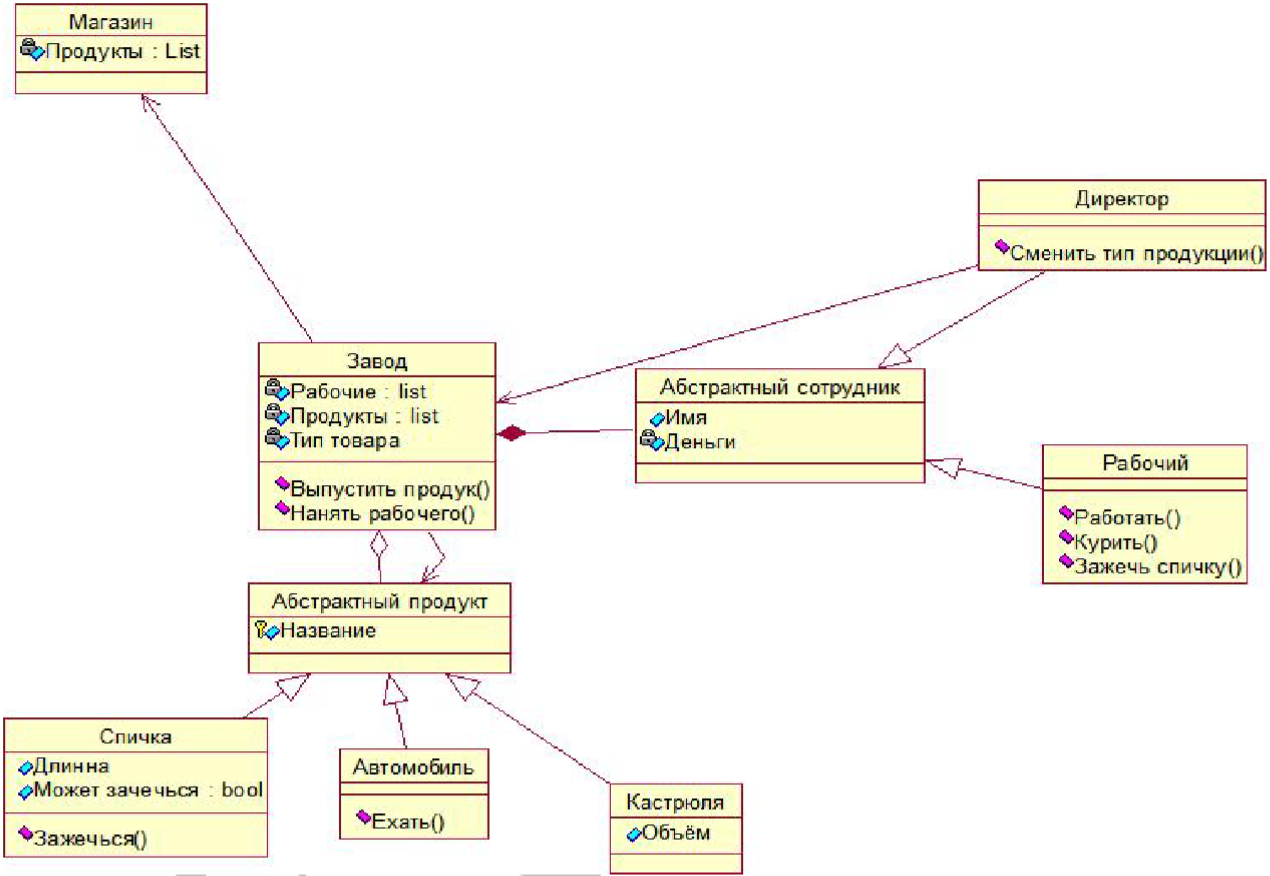 Магазин
Продукты : List
Директор
Сменить тип продукции()
Завод
Рабочие : list
Продукты : list
Тип товара
Выпустить продук()
Нанять рабочего()
Абстрактный сотрудник
Имя
Деньги
Рабочий
Работать()
Курить()
Зажечь спичку()
Абстрактный продукт
Название
Спичка
Длинна
Может зачечься : bool
Зажечься()
Автомобиль
Ехать()
Кастрюля
Объём